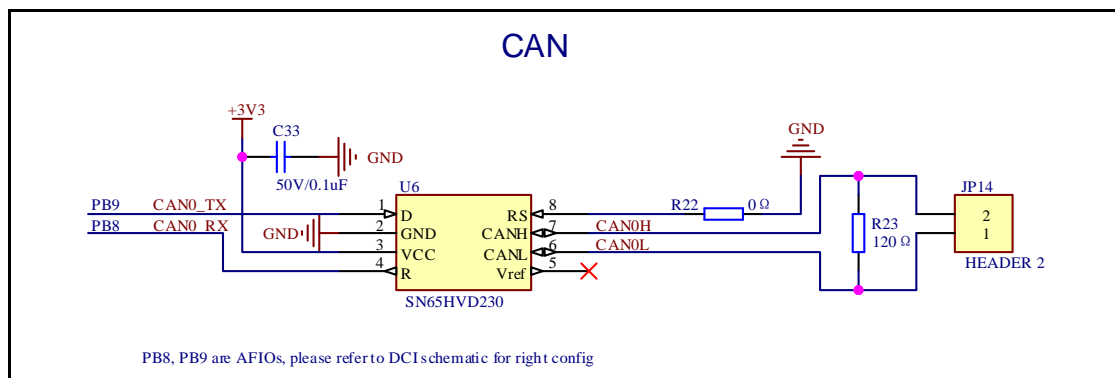 CAN
+3V3
C33
GND
50V/0.1uF
GND
U6
PB9 CAN0_TX 1 D RS 8 R22 0Ω
PB8 CAN0_RX GND 2 GND CANH 7 CAN0H
3 VCC CANL 6 CAN0L
4 R Vref 5
SN65HVD230
R23
120Ω
JP14
2
1
HEADER 2
PB8, PB9 are AFIOs, please refer to DCI schematic for right config